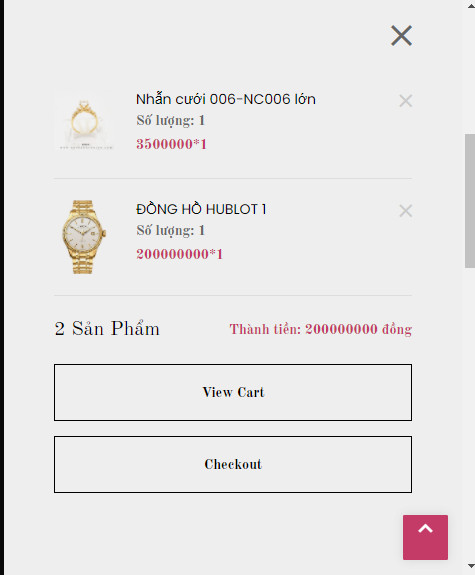 Nhẫn cưới 006-NC006 lớn
Số lượng: 1
3500000*1
ĐỒNG HỒ HUBLOT 1
Số lượng: 1
200000000*1
2 Sản Phẩm
Thành tiền: 200000000 đồng
View Cart
Checkout